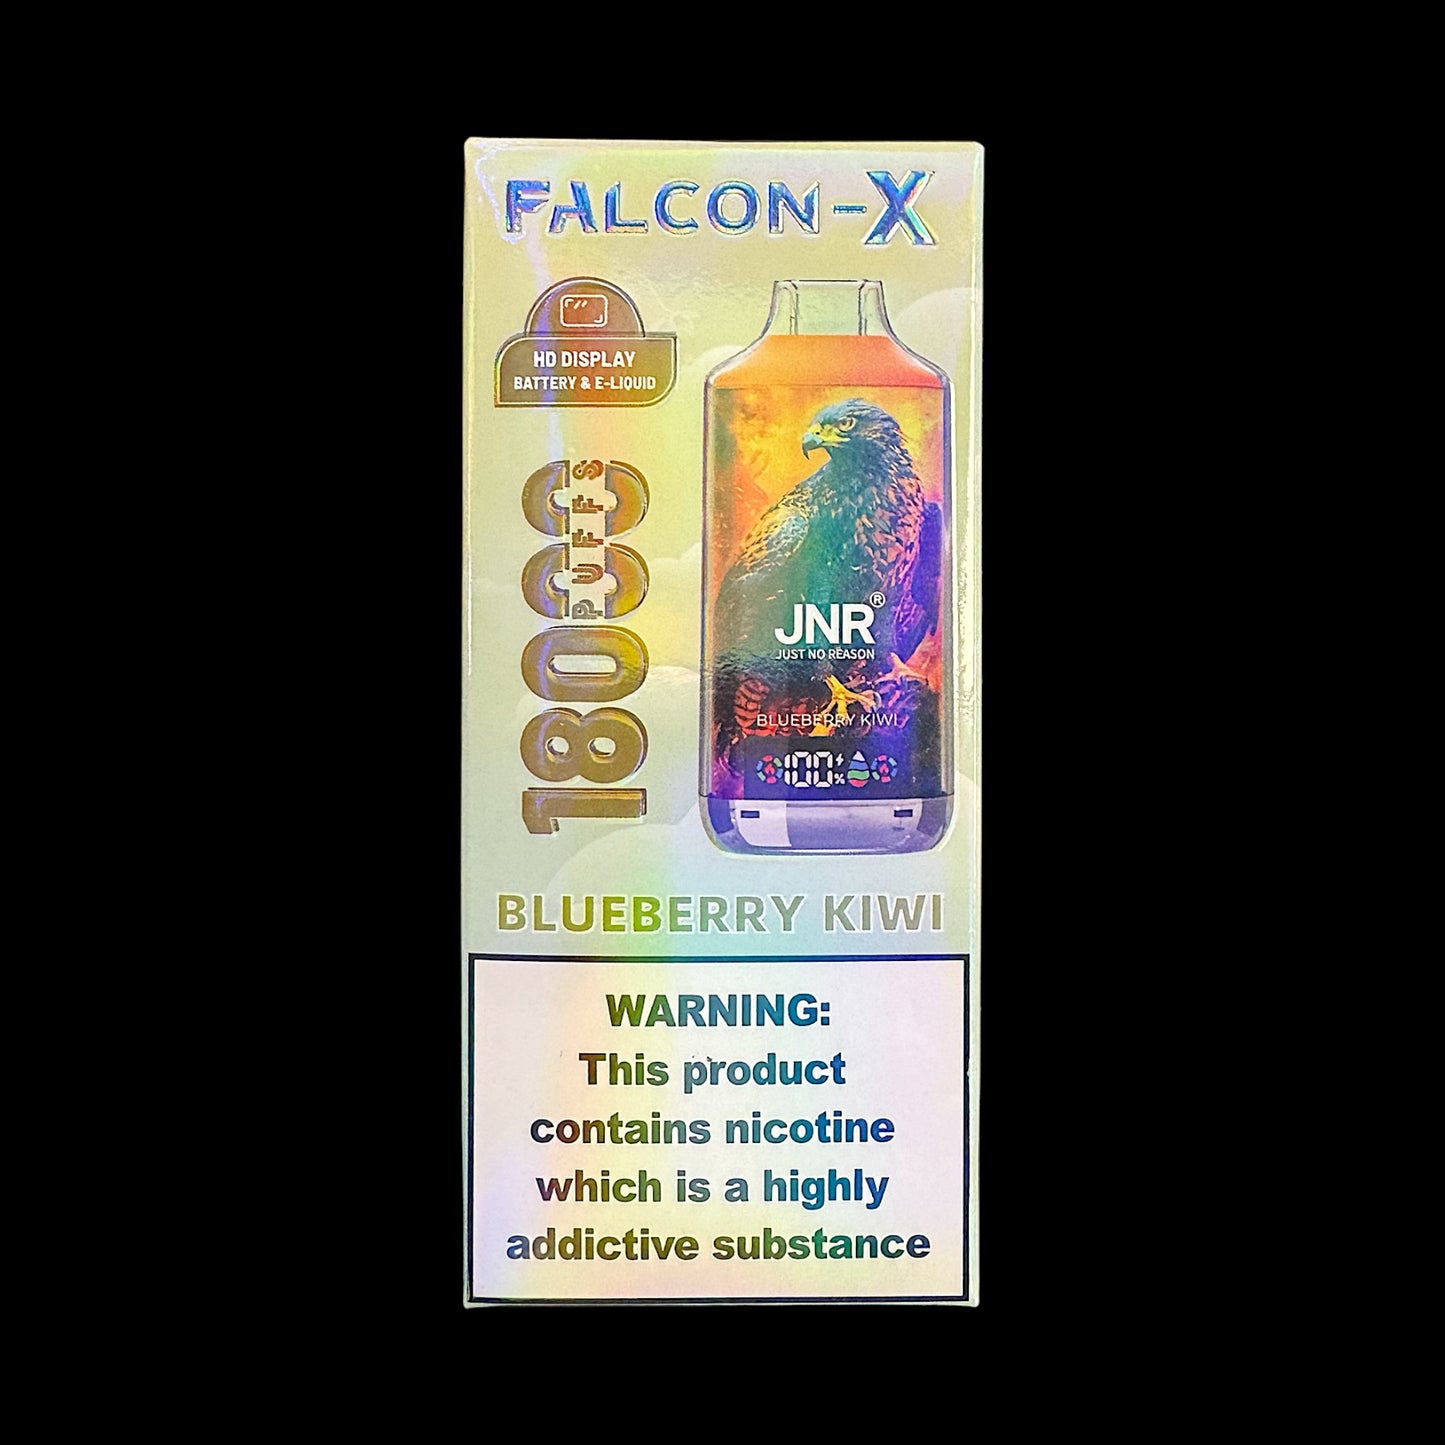 FALCON-X
HD DISPLAY
BATTERY & E-LIQUID
18000
PUFFS
JNR®
JUST NO REASON
BLUEBERRY KIWI
100%
BLUEBERRY KIWI
WARNING:
This product
contains nicotine
which is a highly
addictive substance